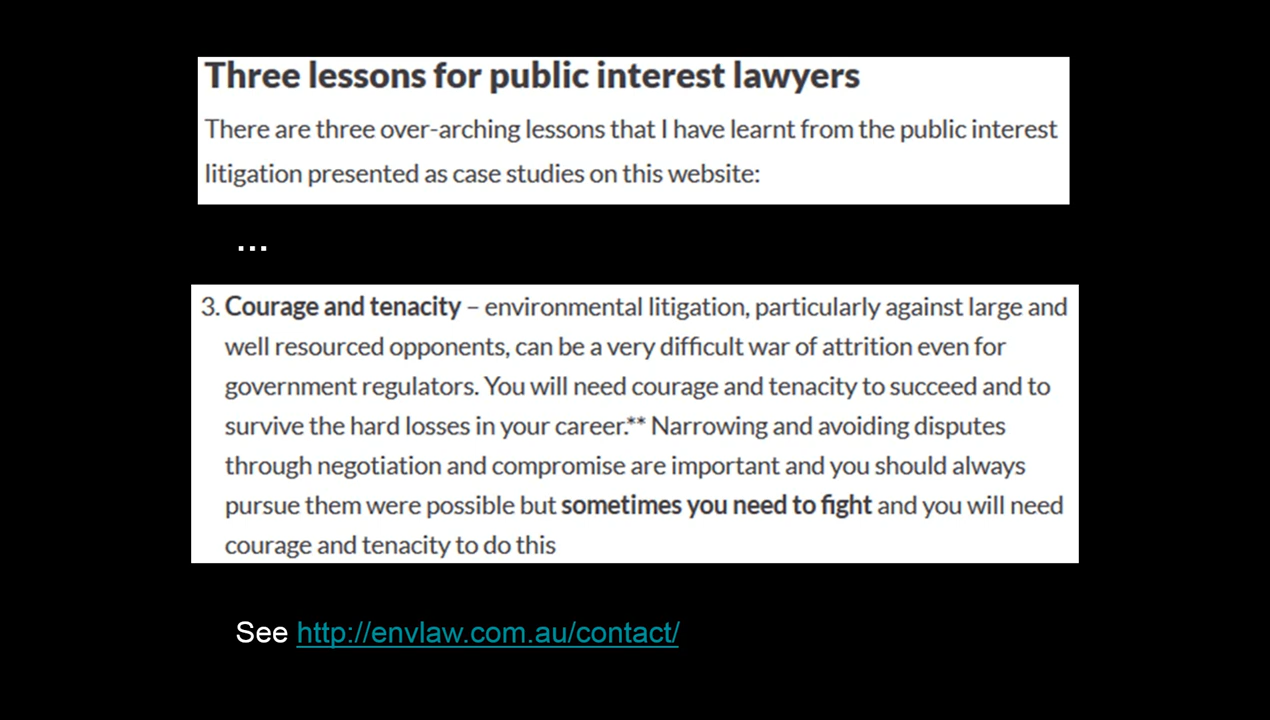 Three lessons for public interest lawyers
There are three over-arching lessons that I have learnt from the public interest
litigation presented as case studies on this website:
...
3. Courage and tenacity – environmental litigation, particularly against large and
well resourced opponents, can be a very difficult war of attrition even for
government regulators. You will need courage and tenacity to succeed and to
survive the hard losses in your career.** Narrowing and avoiding disputes
through negotiation and compromise are important and you should always
pursue them were possible but sometimes you need to fight and you will need
courage and tenacity to do this
See http://envlaw.com.au/contact/